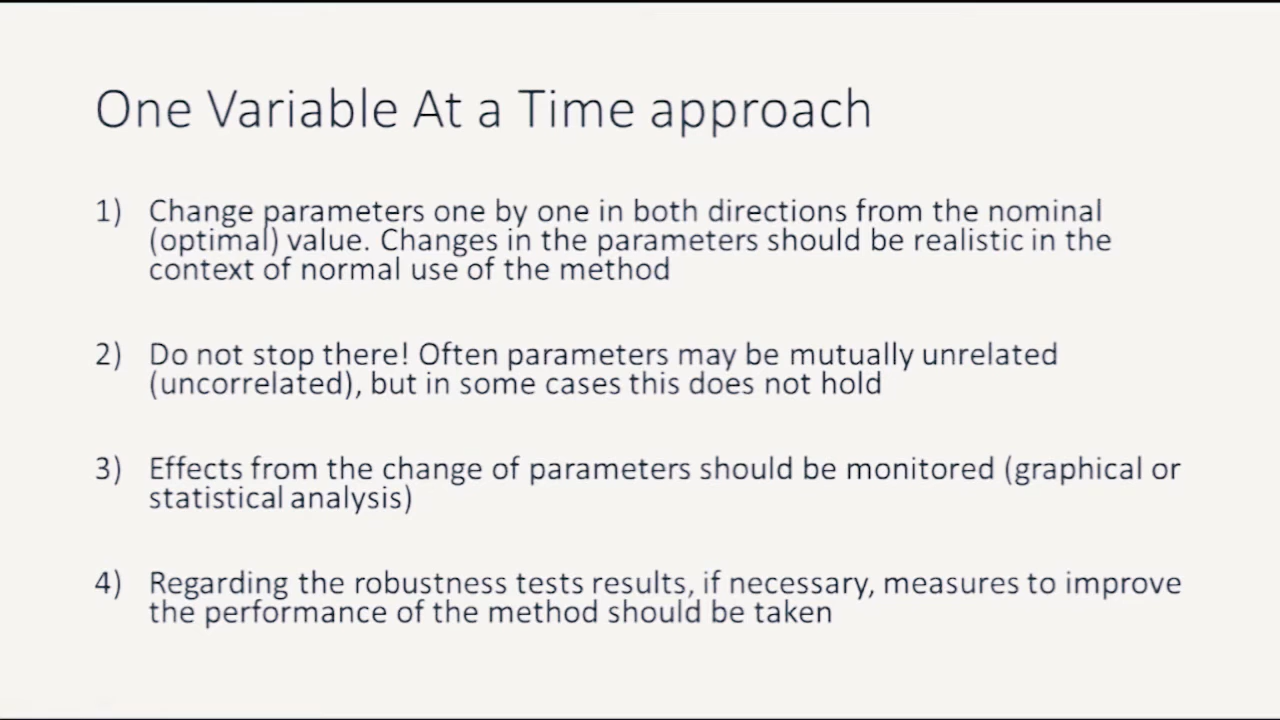 One Variable At a Time approach
1) Change parameters one by one in both directions from the nominal
(optimal) value. Changes in the parameters should be realistic in the
context of normal use of the method
2) Do not stop there! Often parameters may be mutually unrelated
(uncorrelated), but in some cases this does not hold
3) Effects from the change of parameters should be monitored (graphical or
statistical analysis)
4) Regarding the robustness tests results, if necessary, measures to improve
the performance of the method should be taken